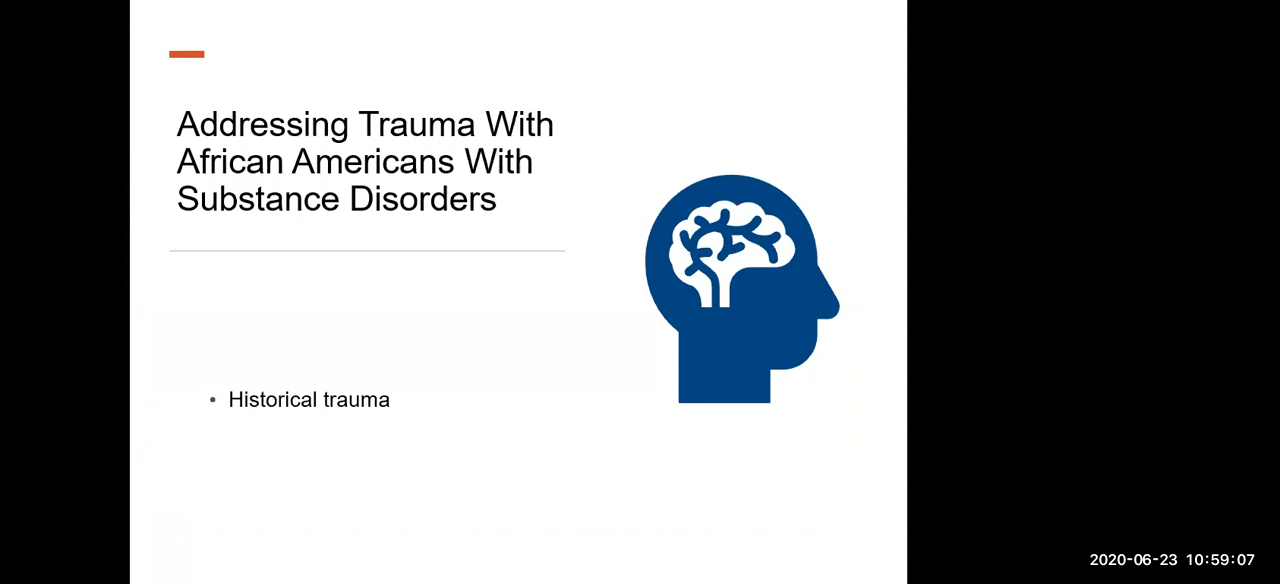 Addressing Trauma With
African Americans With
Substance Disorders
• Historical trauma
2020-06-23 10:59:07